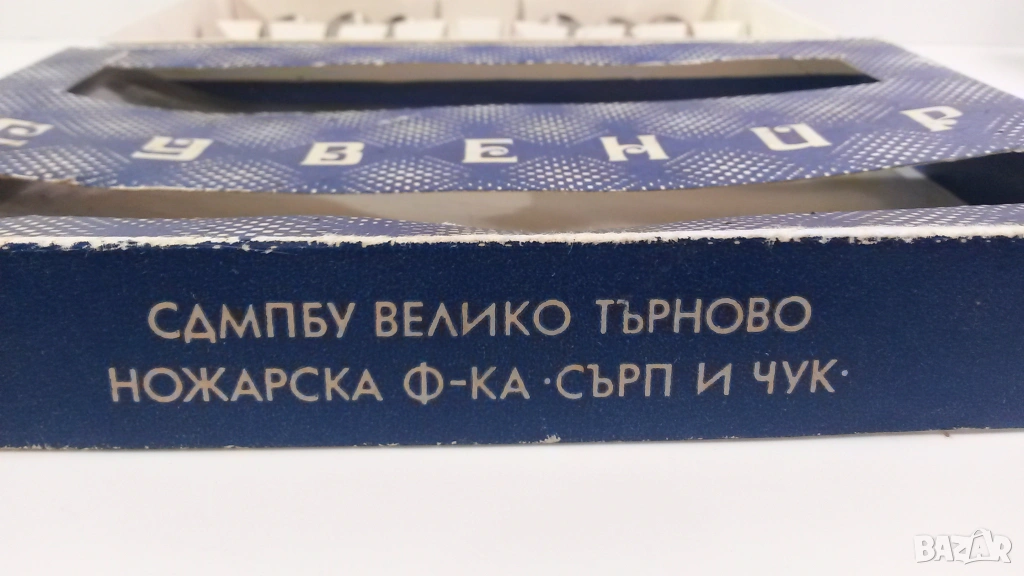 СУВЕНИР
СДМПБУ ВЕЛИКО ТЪРНОВО
НОЖАРСКА Ф-КА ·СЪРП И ЧУК·
BAZAR